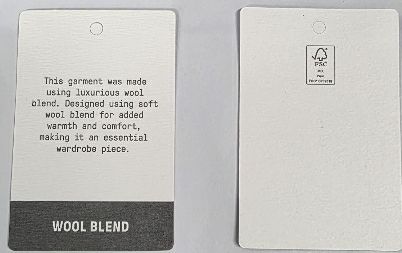 This garment was made
using luxurious wool
blend. Designed using soft
wool blend for added
warmth and comfort,
making it an essential
wardrobe piece.
WOOL BLEND
FSC